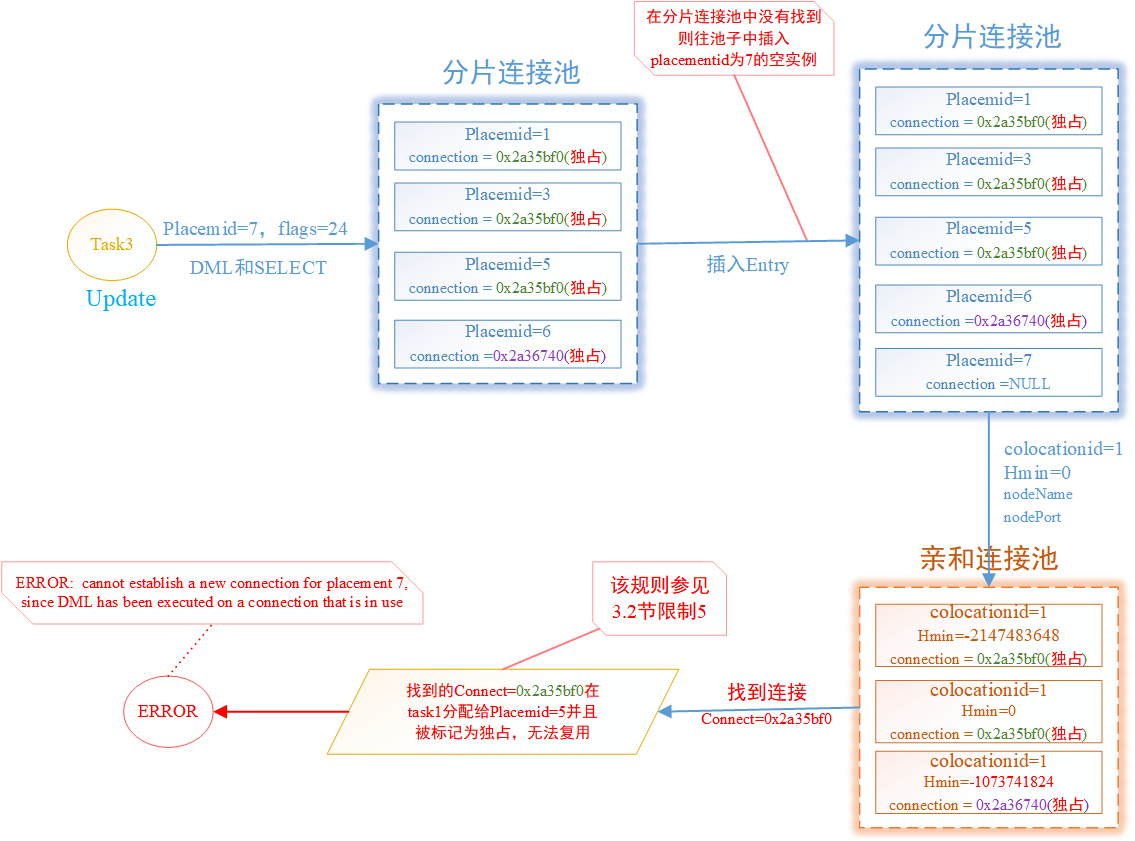 在分片连接池中没有找到
则往池子中插入
placementid为7的空实例
分片连接池
Placemid=1
connection = 0x2a35bf0(独占)
Placemid=3
connection = 0x2a35bf0(独占)
Placemid=5
connection = 0x2a35bf0(独占)
Placemid=6
connection =0x2a36740(独占)
Task3
Update
Placemid=7，flags=24
DML和SELECT
插入Entry
分片连接池
Placemid=1
connection = 0x2a35bf0(独占)
Placemid=3
connection = 0x2a35bf0(独占)
Placemid=5
connection = 0x2a35bf0(独占)
Placemid=6
connection =0x2a36740(独占)
Placemid=7
connection =NULL
colocationid=1
Hmin=0
nodeName
nodePort
亲和连接池
colocationid=1
Hmin=-2147483648
connection = 0x2a35bf0(独占)
colocationid=1
Hmin=0
connection = 0x2a35bf0(独占)
colocationid=1
Hmin=-1073741824
connection = 0x2a36740(独占)
找到连接
Connect=0x2a35bf0
该规则参见
3.2节限制5
找到的Connect=0x2a35bf0在
task1分配给Placemid=5并且
被标记为独占，无法复用
ERROR
ERROR: cannot establish a new connection for placement 7,
since DML has been executed on a connection that is in use